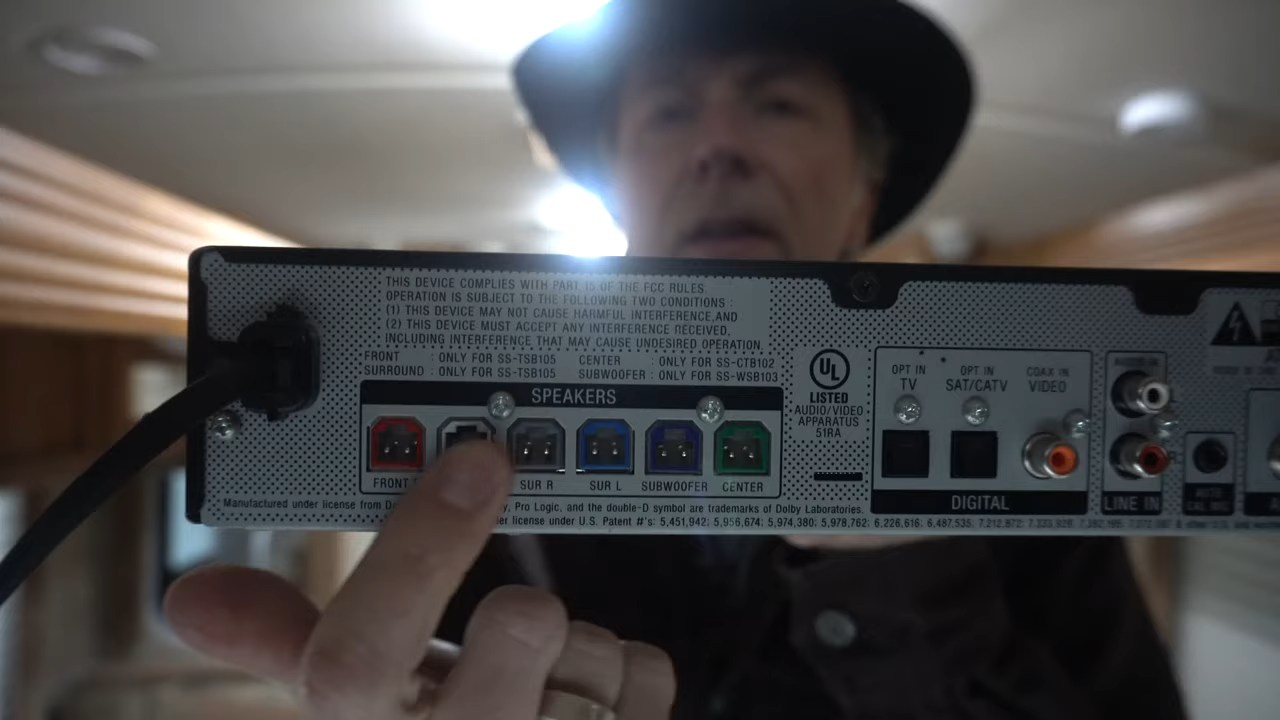 THIS DEVICE COMPLIES WITH PART 15 OF THE FCC RULES.
OPERATION IS SUBJECT TO THE FOLLOWING TWO CONDITIONS :
(1) THIS DEVICE MAY NOT CAUSE HARMFUL INTERFERENCE,AND
(2) THIS DEVICE MUST ACCEPT ANY INTERFERENCE RECEIVED,
INCLUDING INTERFERENCE THAT MAY CAUSE UNDESIRED OPERATION.
FRONT : ONLY FOR SS-TSB105 CENTER : ONLY FOR SS-CTB102
SURROUND : ONLY FOR SS-TSB105 SUBWOOFER : ONLY FOR SS-WSB103
SPEAKERS
FRONT
SUR R
SUR L
SUBWOOFER
CENTER
UL
LISTED
AUDIO/VIDEO
APPARATUS
51RA
OPT IN
TV
OPT IN
SAT/CATV
COAX IN
VIDEO
DIGITAL
LINE IN
AUTO
CAL MIC
Manufactured under license from Pro Logic, and the double-D symbol are trademarks of Dolby Laboratories.
license under U.S. Patent #'s: 5,451,942; 5,956,674; 5,974,380; 5,978,762; 6,226,616; 6,487,535;